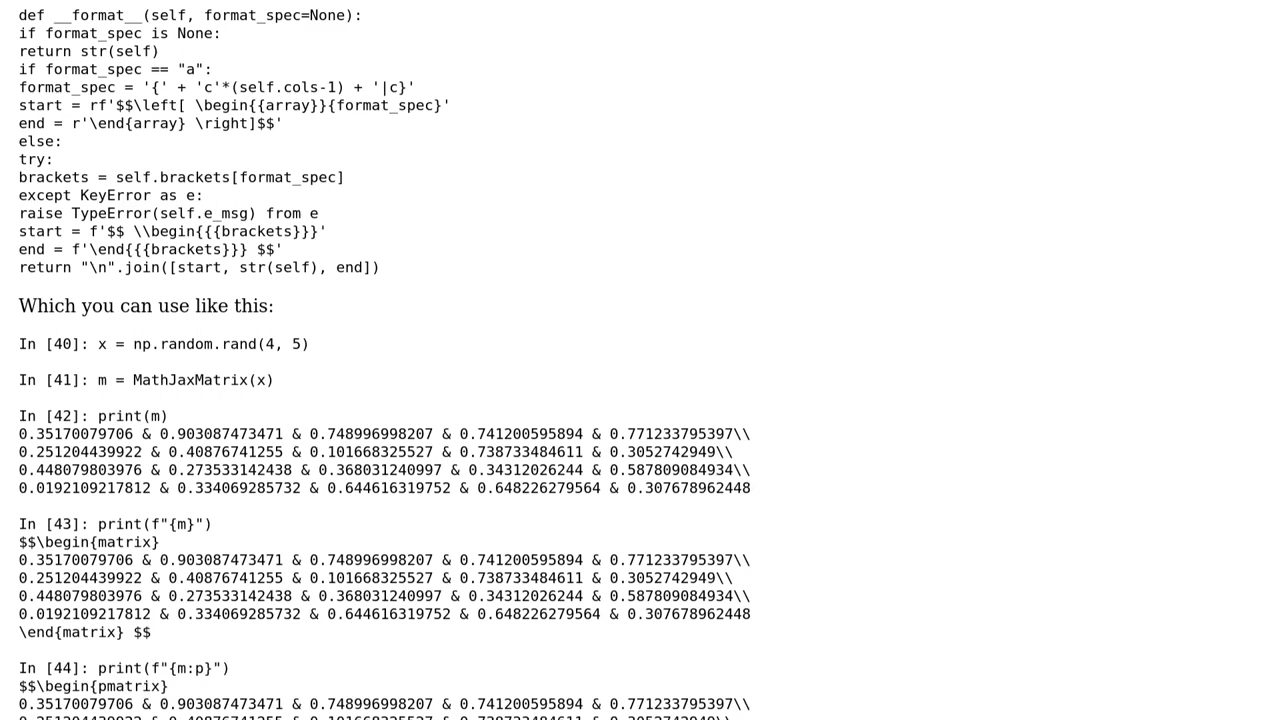 def __format__(self, format_spec=None):
if format_spec is None:
return str(self)
if format_spec == "a":
format_spec = '{' + 'c'*(self.cols-1) + '|c}'
start = rf'$$\left[ \begin{{array}}{format_spec}'
end = r'\end{array} \right]$$'
else:
try:
brackets = self.brackets[format_spec]
except KeyError as e:
raise TypeError(self.e_msg) from e
start = f'$$ \\begin{{{brackets}}}'
end = f'\end{{{brackets}}} $$'
return "\n".join([start, str(self), end])
Which you can use like this:
In [40]: x = np.random.rand(4, 5)
In [41]: m = MathJaxMatrix(x)
In [42]: print(m)
0.35170079706 & 0.903087473471 & 0.748996998207 & 0.741200595894 & 0.771233795397\\
0.251204439922 & 0.40876741255 & 0.101668325527 & 0.738733484611 & 0.3052742949\\
0.448079803976 & 0.273533142438 & 0.368031240997 & 0.34312026244 & 0.587809084934\\
0.0192109217812 & 0.334069285732 & 0.644616319752 & 0.648226279564 & 0.307678962448
In [43]: print(f"{m}")
$$\begin{matrix}
0.35170079706 & 0.903087473471 & 0.748996998207 & 0.741200595894 & 0.771233795397\\
0.251204439922 & 0.40876741255 & 0.101668325527 & 0.738733484611 & 0.3052742949\\
0.448079803976 & 0.273533142438 & 0.368031240997 & 0.34312026244 & 0.587809084934\\
0.0192109217812 & 0.334069285732 & 0.644616319752 & 0.648226279564 & 0.307678962448
\end{matrix} $$
In [44]: print(f"{m:p}")
$$\begin{pmatrix}
0.35170079706 & 0.903087473471 & 0.748996998207 & 0.741200595894 & 0.771233795397\\